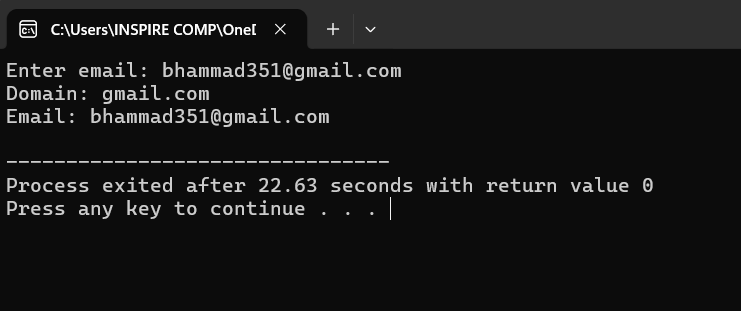 C:\Users\INSPIRE COMP\OneD
Enter email: bhammad351@gmail.com
Domain: gmail.com
Email: bhammad351@gmail.com
--------------------------------
Process exited after 22.63 seconds with return value 0
Press any key to continue . . .